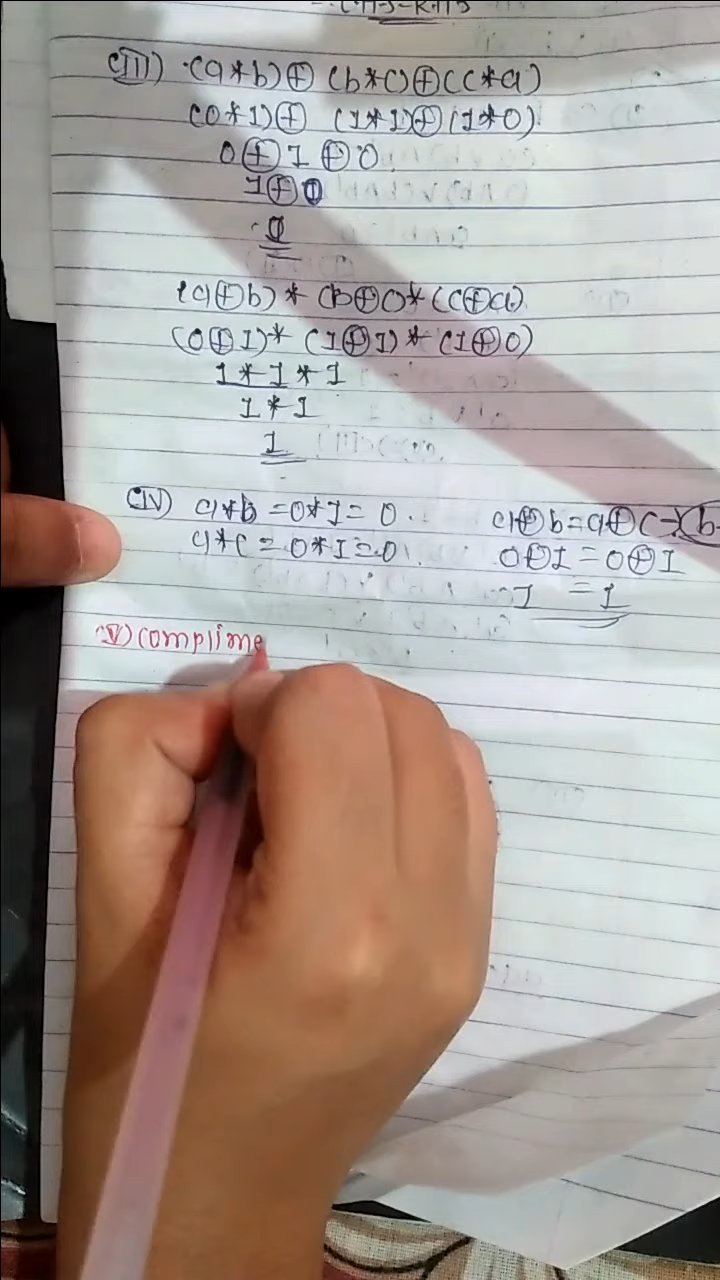 (III) (a*b)⊕ (b*c)⊕(c*a)
(0*1)⊕ (1*1)⊕(1*0)
0⊕1⊕0
1⊕0
(a⊕b)* (b⊕c)*(c⊕a)
(0⊕1)* (1⊕1)* (1⊕0)
1*1*1
1*1
1
(IV) a*b =0*1= 0. a⊕b=a⊕c→(b
a*c=0*1=0 0⊕1=0⊕1
1 =1
(V) complime